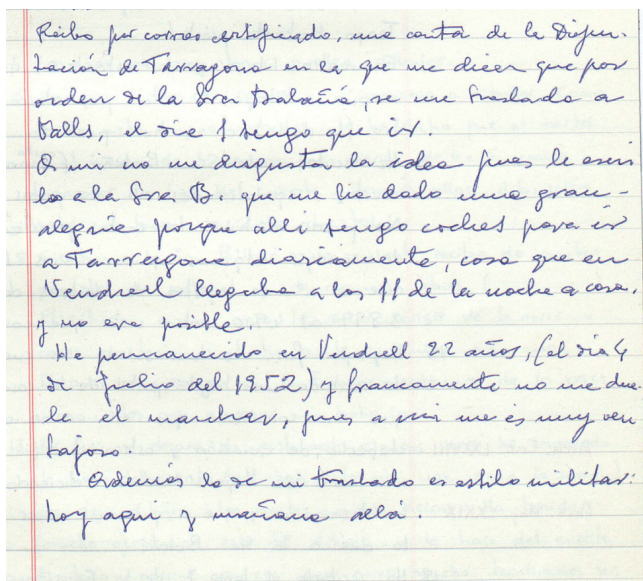 Recibo por correo certificado, una carta de la Dipu-
tación de Tarragona en la que me dicen que por
orden de la Sra Balañá, se me traslada a
Valls, el día 1 tengo que ir.
A mi no me disgusta la idea pues le escri
bo a la Sra B. que me ha dado una gran-
alegria porque alli tengo coches para ir
a Tarragona diariamente, cosa que en
Vendrell llegaba a las 11 de la noche a casa,
y no era posible.
He permanecido en Vendrell 22 años, (el día 4
de Julio del 1952) y francamente no me due
le el marchar, pues a mi me es muy ven
tajoso.
Además lo de mi traslado es estilo militar:
hoy aqui y mañana allá.